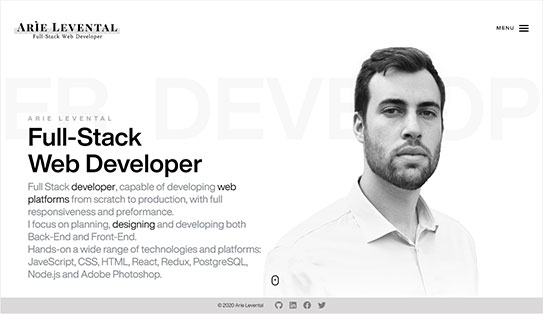 ARIE LEVENTAL
Full-Stack Web Developer
MENU
ER DEVELOP
ARIE LEVENTAL
Full-Stack
Web Developer
Full Stack developer, capable of developing web
platforms from scratch to production, with full
responsiveness and preformance.
I focus on planning, designing and developing both
Back-End and Front-End.
Hands-on a wide range of technologies and platforms:
JaveScript, CSS, HTML, React, Redux, PostgreSQL,
Node.js and Adobe Photoshop.
© 2020 Arie Levental